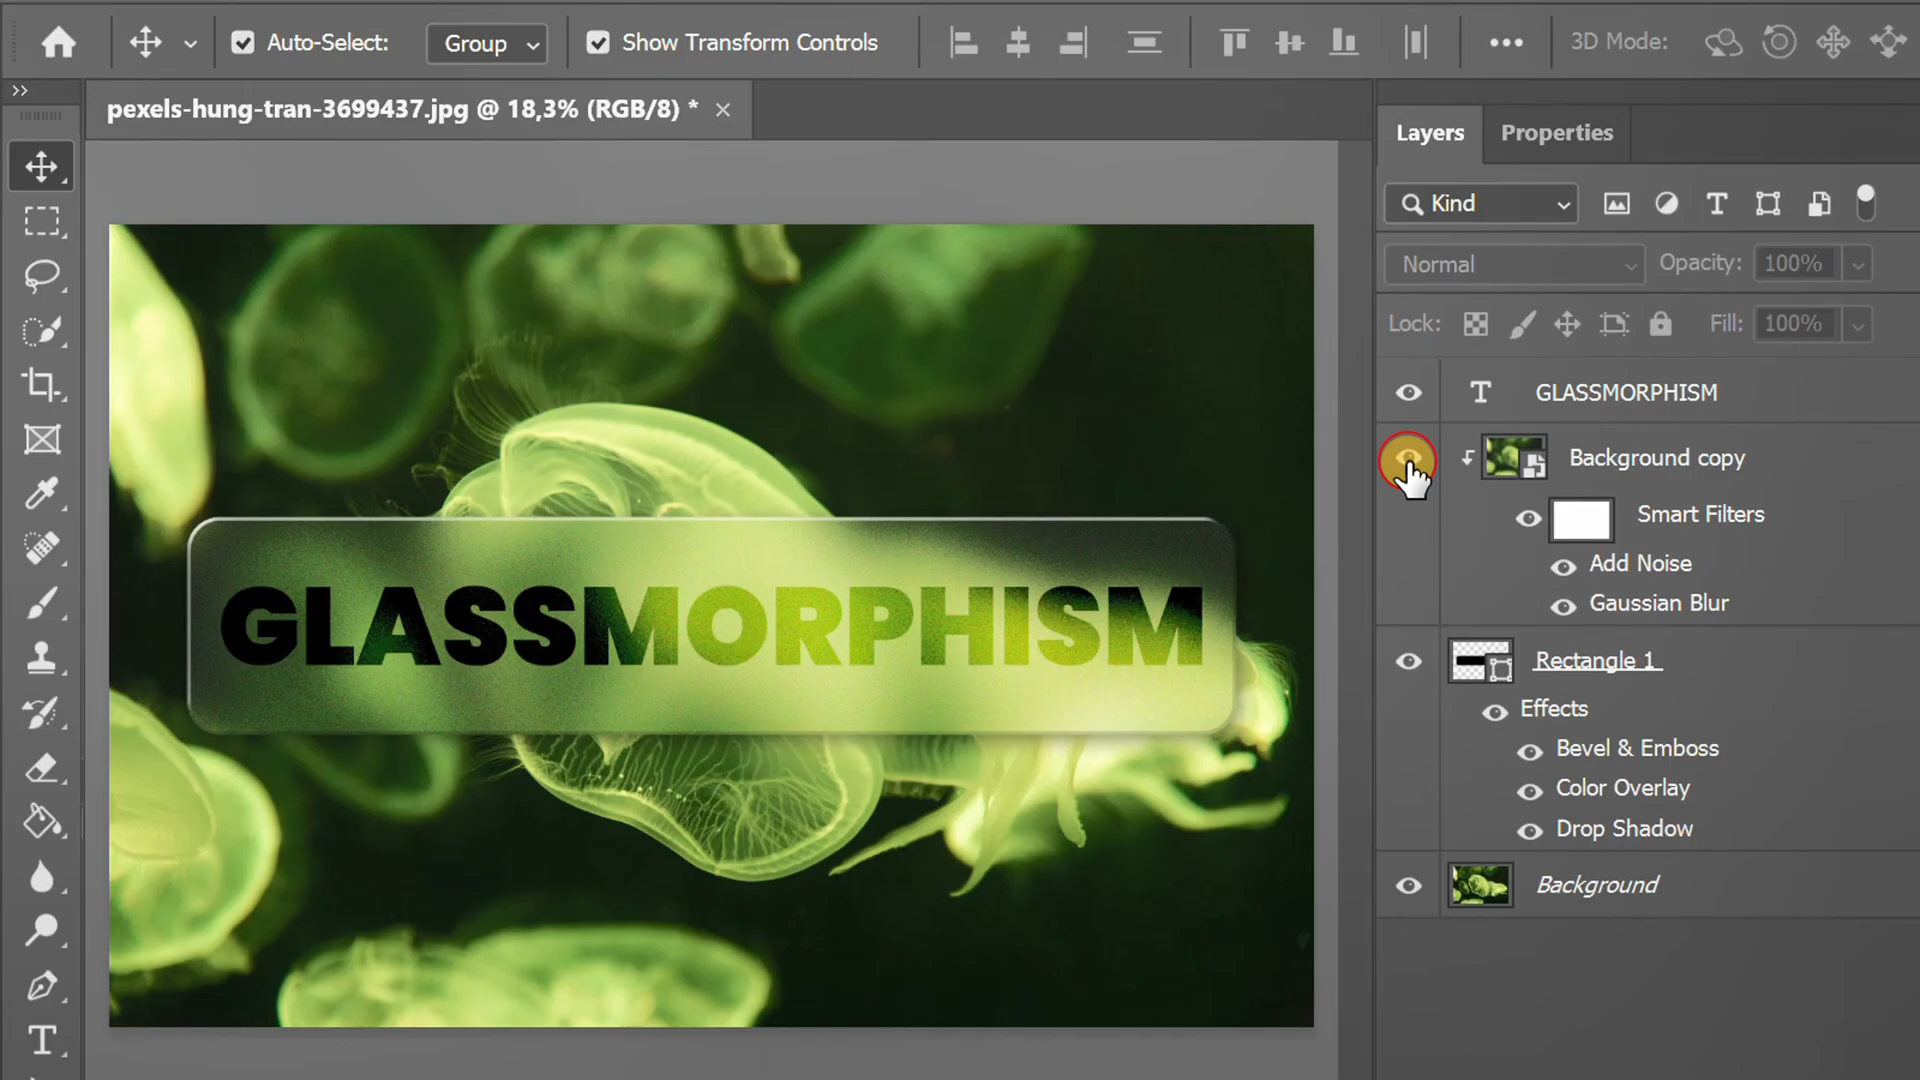 Auto-Select: Group Show Transform Controls 3D Mode:
pexels-hung-tran-3699437.jpg @ 18,3% (RGB/8) *
Layers Properties
Kind
Normal Opacity: 100%
Lock: Fill: 100%
GLASSMORPHISM
Background copy
Smart Filters
Add Noise
Gaussian Blur
GLASSMORPHISM
Rectangle 1
Effects
Bevel & Emboss
Color Overlay
Drop Shadow
Background